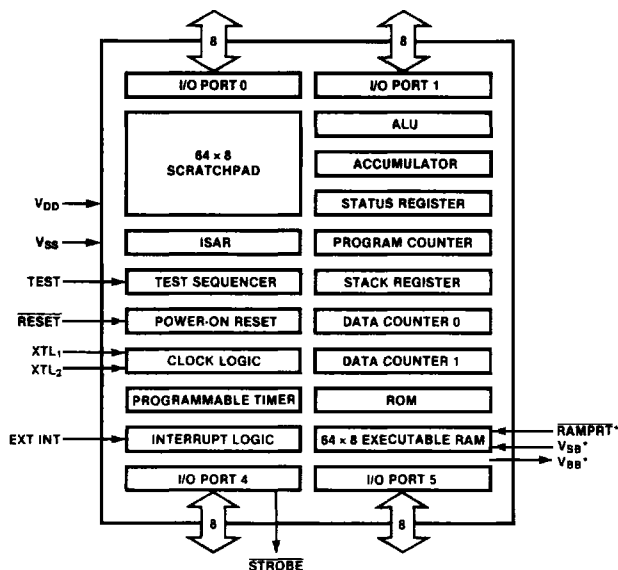 8 8
I/O PORT 0 I/O PORT 1
64 × 8
SCRATCHPAD
ALU
ACCUMULATOR
VDD
STATUS REGISTER
VSS
ISAR
PROGRAM COUNTER
TEST
TEST SEQUENCER
STACK REGISTER
RESET
POWER-ON RESET
DATA COUNTER 0
XTL1
XTL2
CLOCK LOGIC
DATA COUNTER 1
PROGRAMMABLE TIMER
ROM
EXT INT
INTERRUPT LOGIC
64 × 8 EXECUTABLE RAM
RAMPRT*
VSB*
VBB*
I/O PORT 4 I/O PORT 5
8 8
STROBE